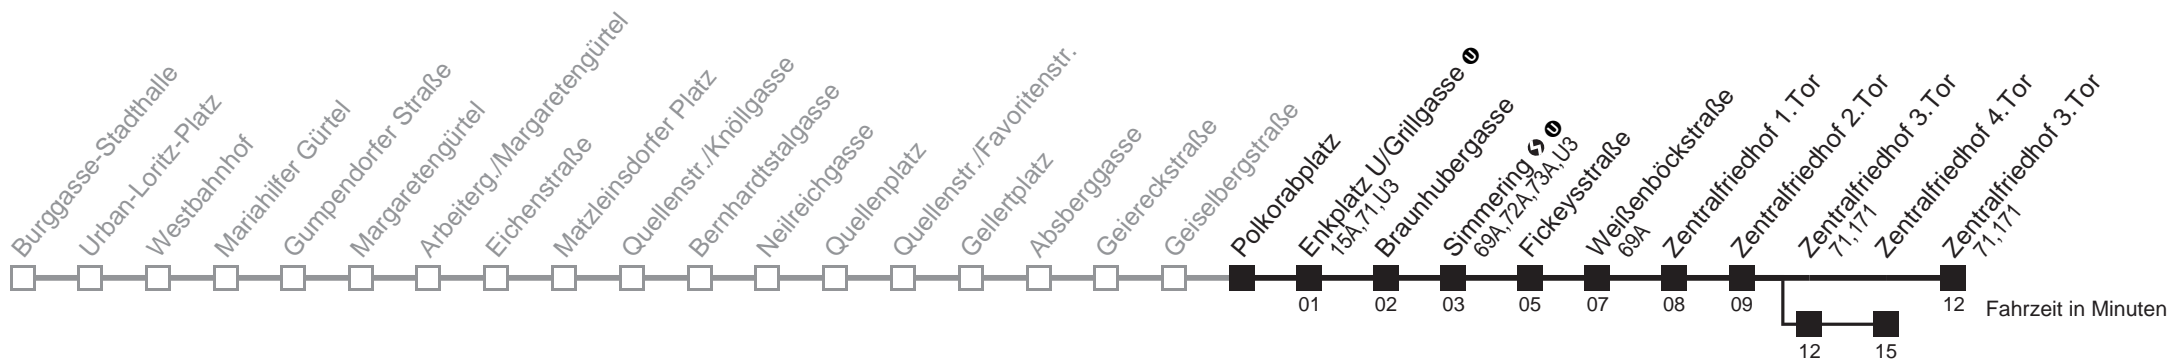 Burggasse-Stadthalle
Urban-Loritz-Platz
Westbahnhof
Mariahilfer Gürtel
Gumpendorfer Straße
Margaretengürtel
Arbeiterg./Margaretengürtel
Eichenstraße
Matzleinsdorfer Platz
Quellenstr./Knöllgasse
Bernhardtstalgasse
Neilreichgasse
Quellenplatz
Quellenstr./Favoritenstr.
Gellertplatz
Absberggasse
Geiereckstraße
Geiselbergstraße
Polkorabplatz
Enkplatz U/Grillgasse U
15A,71,U3
Braunhubergasse
Simmering S U
69A,72A,73A,U3
Fickeysstraße
Weißenböckstraße
69A
Zentralfriedhof 1.Tor
Zentralfriedhof 2.Tor
Zentralfriedhof 3.Tor
71,171
Zentralfriedhof 4.Tor
Zentralfriedhof 3.Tor
71,171
01 02 03 05 07 08 09 12 Fahrzeit in Minuten
12 15